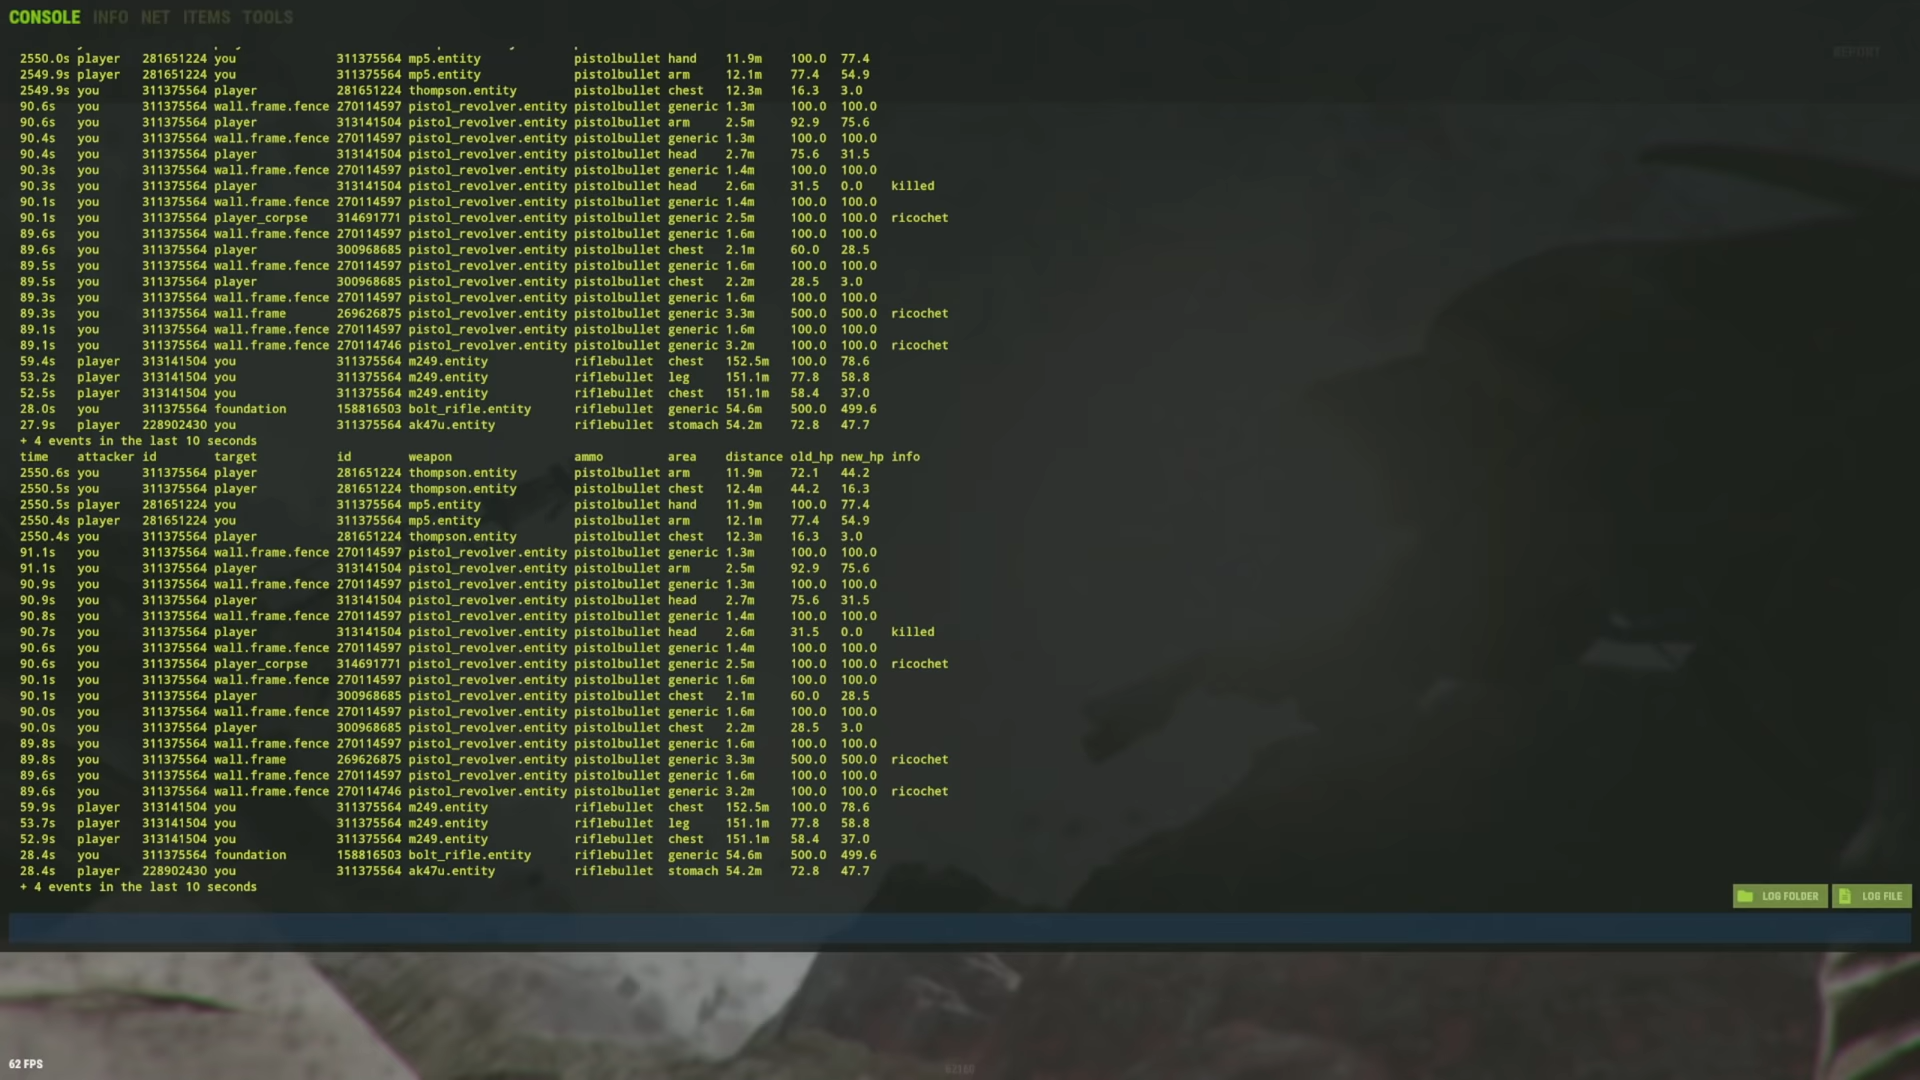 CONSOLE INFO NET ITEMS TOOLS
REPORT
2550.0s player 281651224 you 311375564 mp5.entity pistolbullet hand 11.9m 100.0 77.4
2549.9s player 281651224 you 311375564 mp5.entity pistolbullet arm 12.1m 77.4 54.9
2549.9s you 311375564 player 281651224 thompson.entity pistolbullet chest 12.3m 16.3 3.0
90.6s you 311375564 wall.frame.fence 270114597 pistol_revolver.entity pistolbullet generic 1.3m 100.0 100.0
90.6s you 311375564 player 313141504 pistol_revolver.entity pistolbullet arm 2.5m 92.9 75.6
90.4s you 311375564 wall.frame.fence 270114597 pistol_revolver.entity pistolbullet generic 1.3m 100.0 100.0
90.4s you 311375564 player 313141504 pistol_revolver.entity pistolbullet head 2.7m 75.6 31.5
90.3s you 311375564 wall.frame.fence 270114597 pistol_revolver.entity pistolbullet generic 1.4m 100.0 100.0
90.3s you 311375564 player 313141504 pistol_revolver.entity pistolbullet head 2.6m 31.5 0.0 killed
90.1s you 311375564 wall.frame.fence 270114597 pistol_revolver.entity pistolbullet generic 1.4m 100.0 100.0
90.1s you 311375564 player_corpse 314691771 pistol_revolver.entity pistolbullet generic 2.5m 100.0 100.0 ricochet
89.6s you 311375564 wall.frame.fence 270114597 pistol_revolver.entity pistolbullet generic 1.6m 100.0 100.0
89.6s you 311375564 player 300968685 pistol_revolver.entity pistolbullet chest 2.1m 60.0 28.5
89.5s you 311375564 wall.frame.fence 270114597 pistol_revolver.entity pistolbullet generic 1.6m 100.0 100.0
89.5s you 311375564 player 300968685 pistol_revolver.entity pistolbullet chest 2.2m 28.5 3.0
89.3s you 311375564 wall.frame.fence 270114597 pistol_revolver.entity pistolbullet generic 1.6m 100.0 100.0
89.3s you 311375564 wall.frame 269626875 pistol_revolver.entity pistolbullet generic 3.3m 500.0 500.0 ricochet
89.1s you 311375564 wall.frame.fence 270114597 pistol_revolver.entity pistolbullet generic 1.6m 100.0 100.0
89.1s you 311375564 wall.frame.fence 270114746 pistol_revolver.entity pistolbullet generic 3.2m 100.0 100.0 ricochet
59.4s player 313141504 you 311375564 m249.entity riflebullet chest 152.5m 100.0 78.6
53.2s player 313141504 you 311375564 m249.entity riflebullet leg 151.1m 77.8 58.8
52.5s player 313141504 you 311375564 m249.entity riflebullet chest 151.1m 58.4 37.0
28.0s you 311375564 foundation 158816503 bolt_rifle.entity riflebullet generic 54.6m 500.0 499.6
27.9s player 228902430 you 311375564 ak47u.entity riflebullet stomach 54.2m 72.8 47.7
+ 4 events in the last 10 seconds
time attacker id target id weapon ammo area distance old_hp new_hp info
2550.6s you 311375564 player 281651224 thompson.entity pistolbullet arm 11.9m 72.1 44.2
2550.5s you 311375564 player 281651224 thompson.entity pistolbullet chest 12.4m 44.2 16.3
2550.5s player 281651224 you 311375564 mp5.entity pistolbullet hand 11.9m 100.0 77.4
2550.4s player 281651224 you 311375564 mp5.entity pistolbullet arm 12.1m 77.4 54.9
2550.4s you 311375564 player 281651224 thompson.entity pistolbullet chest 12.3m 16.3 3.0
91.1s you 311375564 wall.frame.fence 270114597 pistol_revolver.entity pistolbullet generic 1.3m 100.0 100.0
91.1s you 311375564 player 313141504 pistol_revolver.entity pistolbullet arm 2.5m 92.9 75.6
90.9s you 311375564 wall.frame.fence 270114597 pistol_revolver.entity pistolbullet generic 1.3m 100.0 100.0
90.9s you 311375564 player 313141504 pistol_revolver.entity pistolbullet head 2.7m 75.6 31.5
90.8s you 311375564 wall.frame.fence 270114597 pistol_revolver.entity pistolbullet generic 1.4m 100.0 100.0
90.7s you 311375564 player 313141504 pistol_revolver.entity pistolbullet head 2.6m 31.5 0.0 killed
90.6s you 311375564 wall.frame.fence 270114597 pistol_revolver.entity pistolbullet generic 1.4m 100.0 100.0
90.6s you 311375564 player_corpse 314691771 pistol_revolver.entity pistolbullet generic 2.5m 100.0 100.0 ricochet
90.1s you 311375564 wall.frame.fence 270114597 pistol_revolver.entity pistolbullet generic 1.6m 100.0 100.0
90.1s you 311375564 player 300968685 pistol_revolver.entity pistolbullet chest 2.1m 60.0 28.5
90.0s you 311375564 wall.frame.fence 270114597 pistol_revolver.entity pistolbullet generic 1.6m 100.0 100.0
90.0s you 311375564 player 300968685 pistol_revolver.entity pistolbullet chest 2.2m 28.5 3.0
89.8s you 311375564 wall.frame.fence 270114597 pistol_revolver.entity pistolbullet generic 1.6m 100.0 100.0
89.8s you 311375564 wall.frame 269626875 pistol_revolver.entity pistolbullet generic 3.3m 500.0 500.0 ricochet
89.6s you 311375564 wall.frame.fence 270114597 pistol_revolver.entity pistolbullet generic 1.6m 100.0 100.0
89.6s you 311375564 wall.frame.fence 270114746 pistol_revolver.entity pistolbullet generic 3.2m 100.0 100.0 ricochet
59.9s player 313141504 you 311375564 m249.entity riflebullet chest 152.5m 100.0 78.6
53.7s player 313141504 you 311375564 m249.entity riflebullet leg 151.1m 77.8 58.8
52.9s player 313141504 you 311375564 m249.entity riflebullet chest 151.1m 58.4 37.0
28.4s you 311375564 foundation 158816503 bolt_rifle.entity riflebullet generic 54.6m 500.0 499.6
28.4s player 228902430 you 311375564 ak47u.entity riflebullet stomach 54.2m 72.8 47.7
+ 4 events in the last 10 seconds
LOG FOLDER LOG FILE
62 FPS